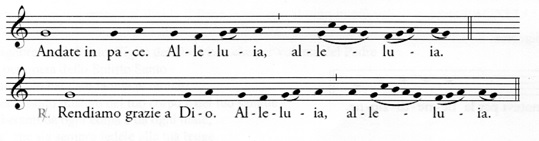 Andate in pa - ce. Al - le - lu - ia, al - le - lu - ia.
℟. Rendiamo grazie a Di - o. Al - le - lu - ia, al - le - lu - ia.